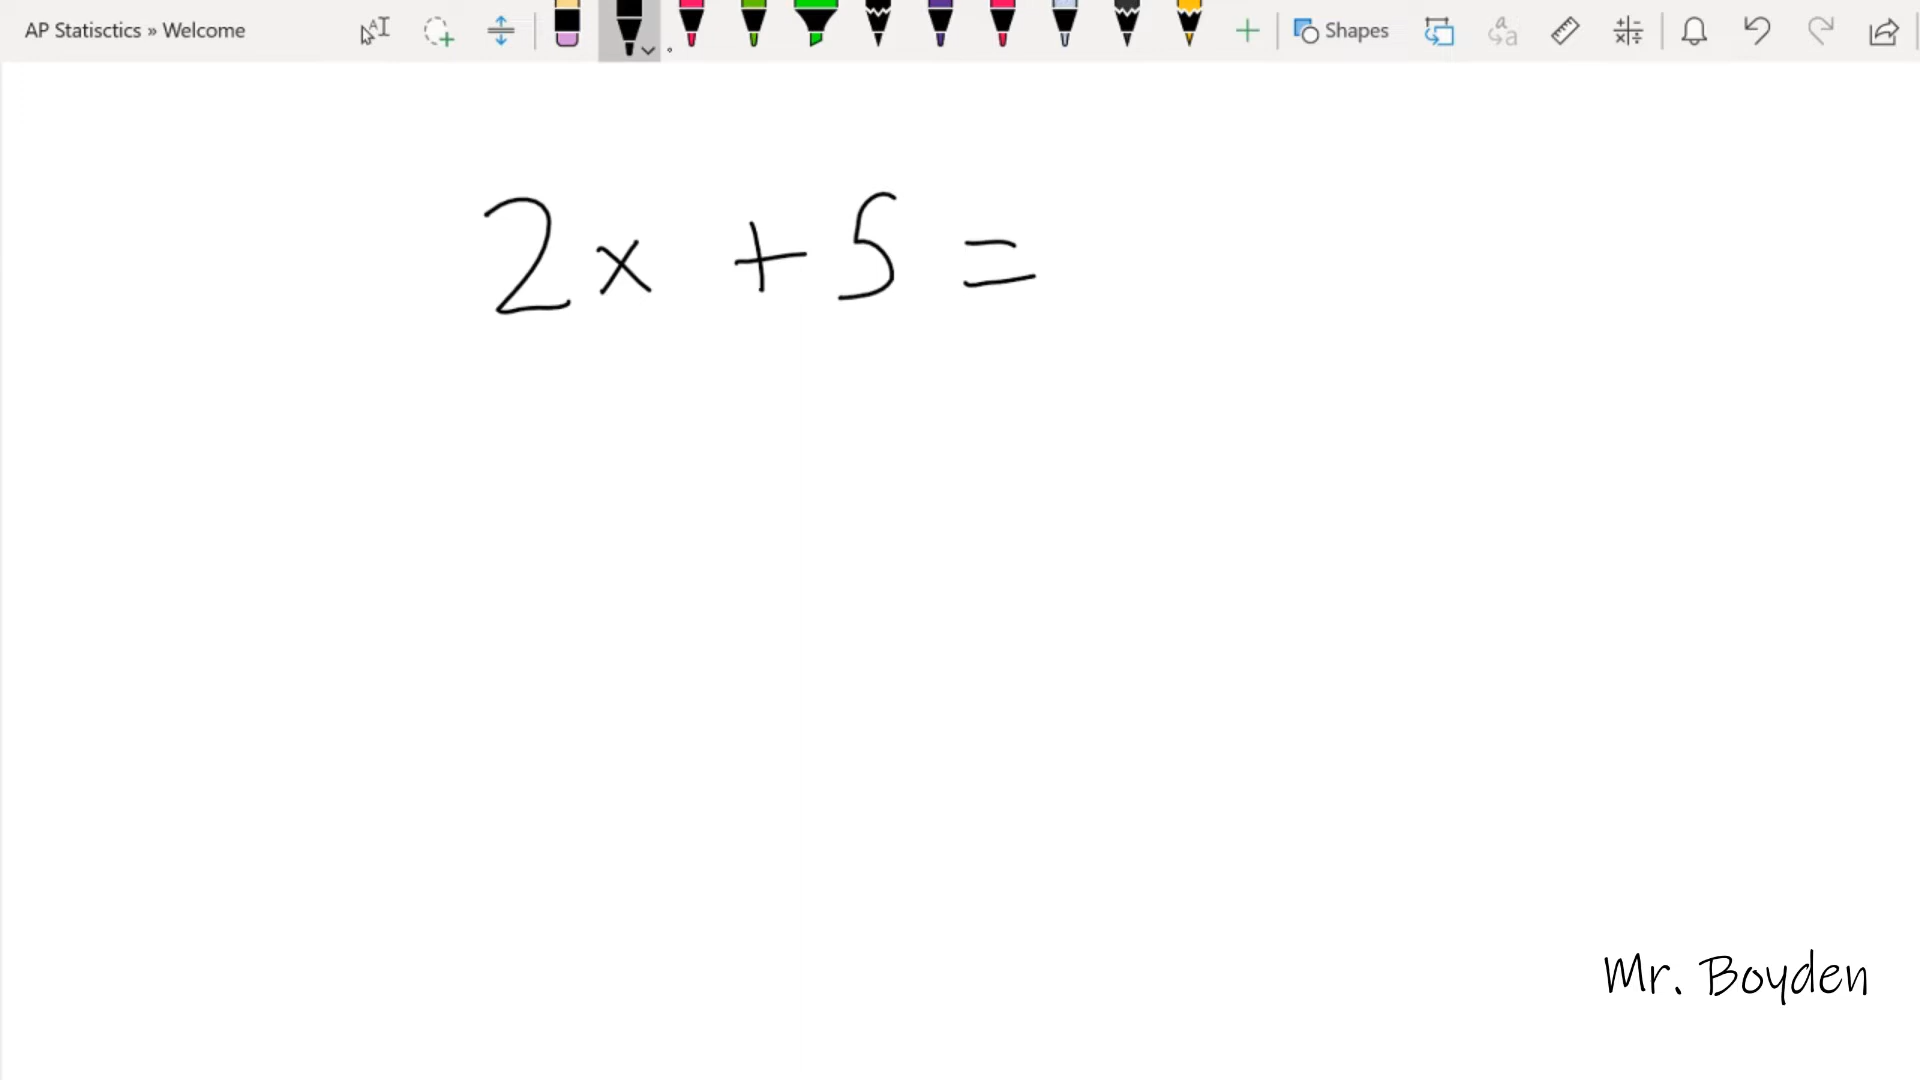 AP Statisctics » Welcome
Shapes
2x + 5 =
Mr. Boyden